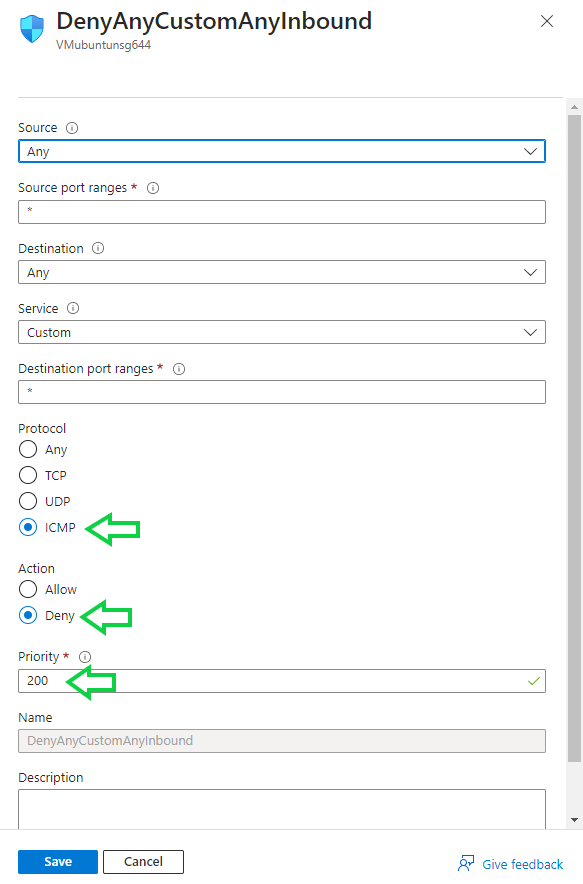 DenyAnyCustomAnyInbound
VMubuntunsg644
Source
Any
Source port ranges *
*
Destination
Any
Service
Custom
Destination port ranges *
*
Protocol
Any
TCP
UDP
ICMP
Action
Allow
Deny
Priority *
200
Name
DenyAnyCustomAnyInbound
Description
Save Cancel Give feedback